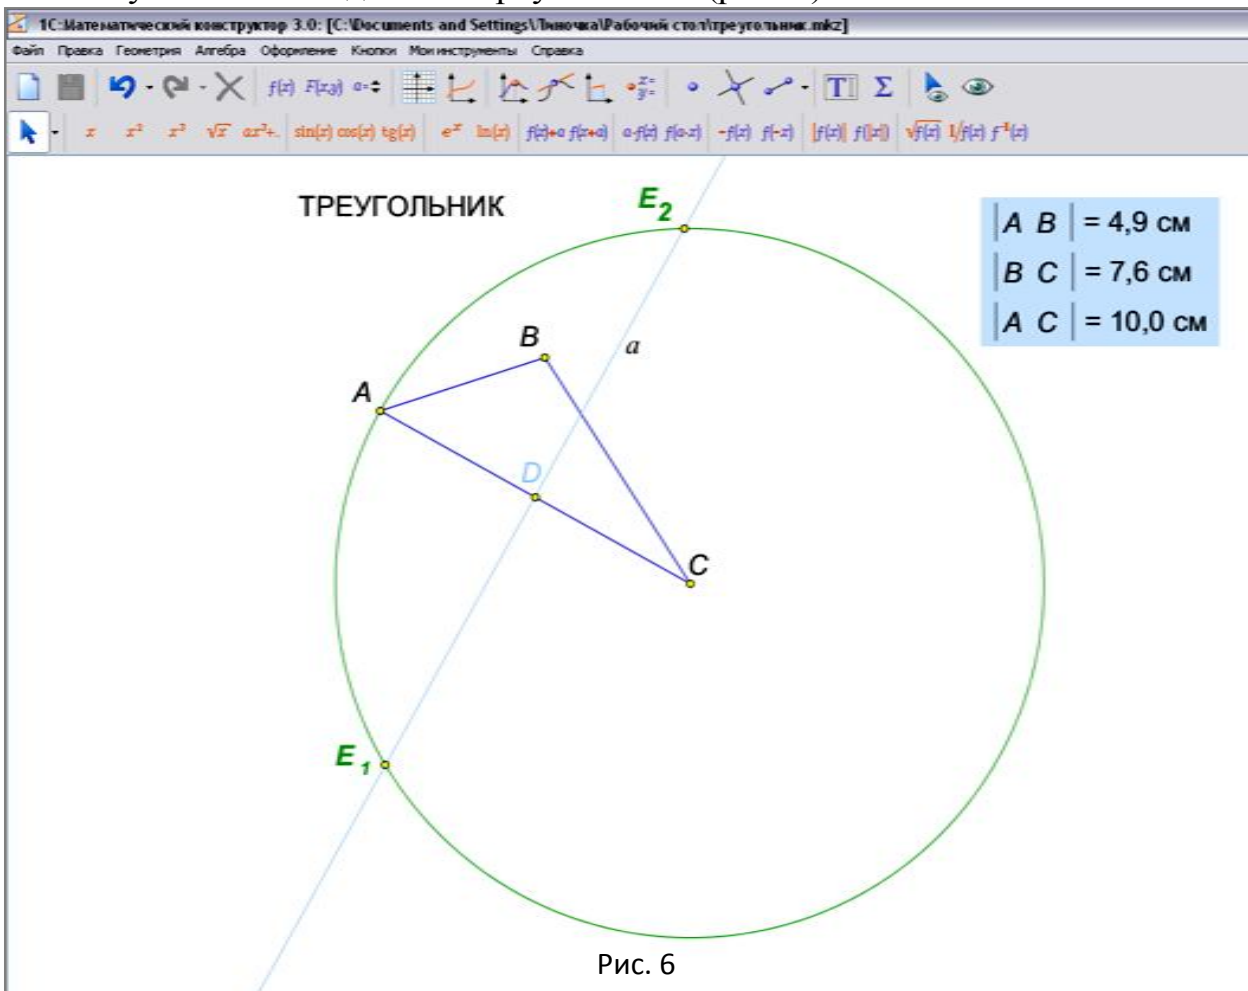 1С:Математический конструктор 3.0: [C:\Documents and Settings\Линочка\Рабочий стол\треугольник.mkz]
Файл Правка Геометрия Алгебра Оформление Кнопки Мои инструменты Справка
f(x) F(x,y) a= x= y= T Σ
x x² x³ √x ax²+.. sin(x) cos(x) tg(x) eˣ ln(x) f(x)+a f(x+a) a·f(x) f(a·x) -f(x) f(-x) |f(x)| f(|x|) √f(x) 1/f(x) f⁻¹(x)
ТРЕУГОЛЬНИК
E₂
|A B| = 4,9 см
|B C| = 7,6 см
|A C| = 10,0 см
B
a
A
D
C
E₁
Рис. 6